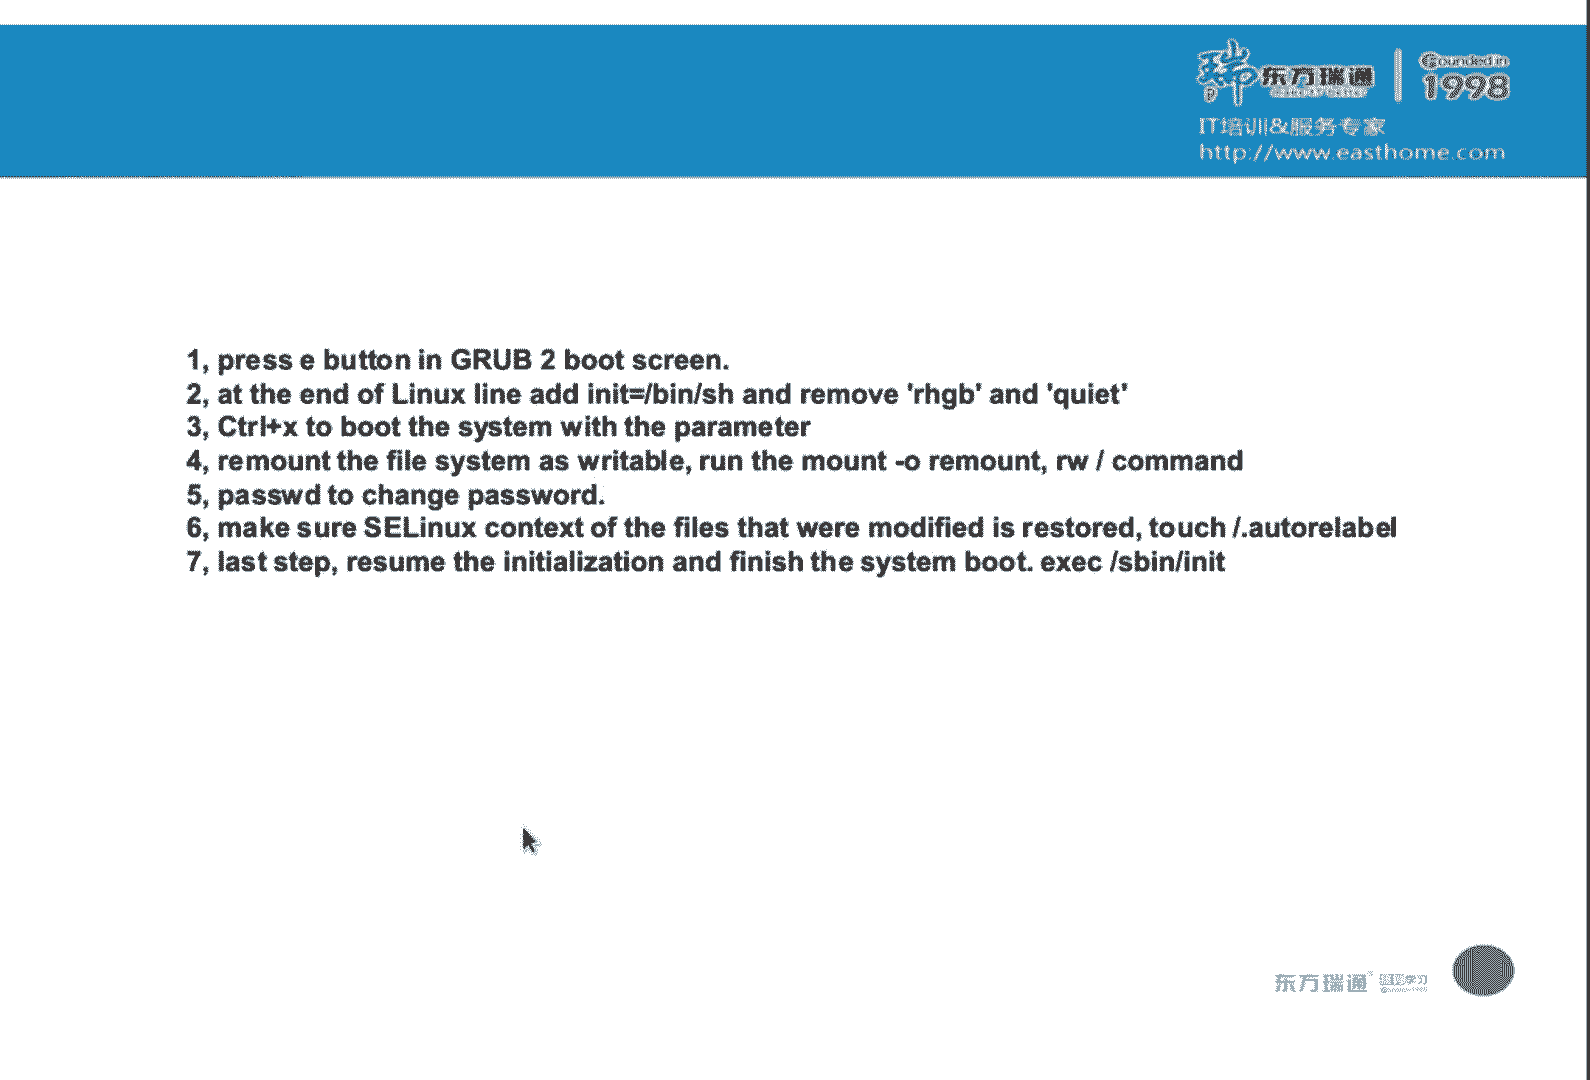 东方瑞通
Founded in
1998
IT培训&服务专家
http://www.easthome.com
1, press e button in GRUB 2 boot screen.
2, at the end of Linux line add init=/bin/sh and remove 'rhgb' and 'quiet'
3, Ctrl+x to boot the system with the parameter
4, remount the file system as writable, run the mount -o remount, rw / command
5, passwd to change password.
6, make sure SELinux context of the files that were modified is restored, touch /.autorelabel
7, last step, resume the initialization and finish the system boot. exec /sbin/init
东方瑞通